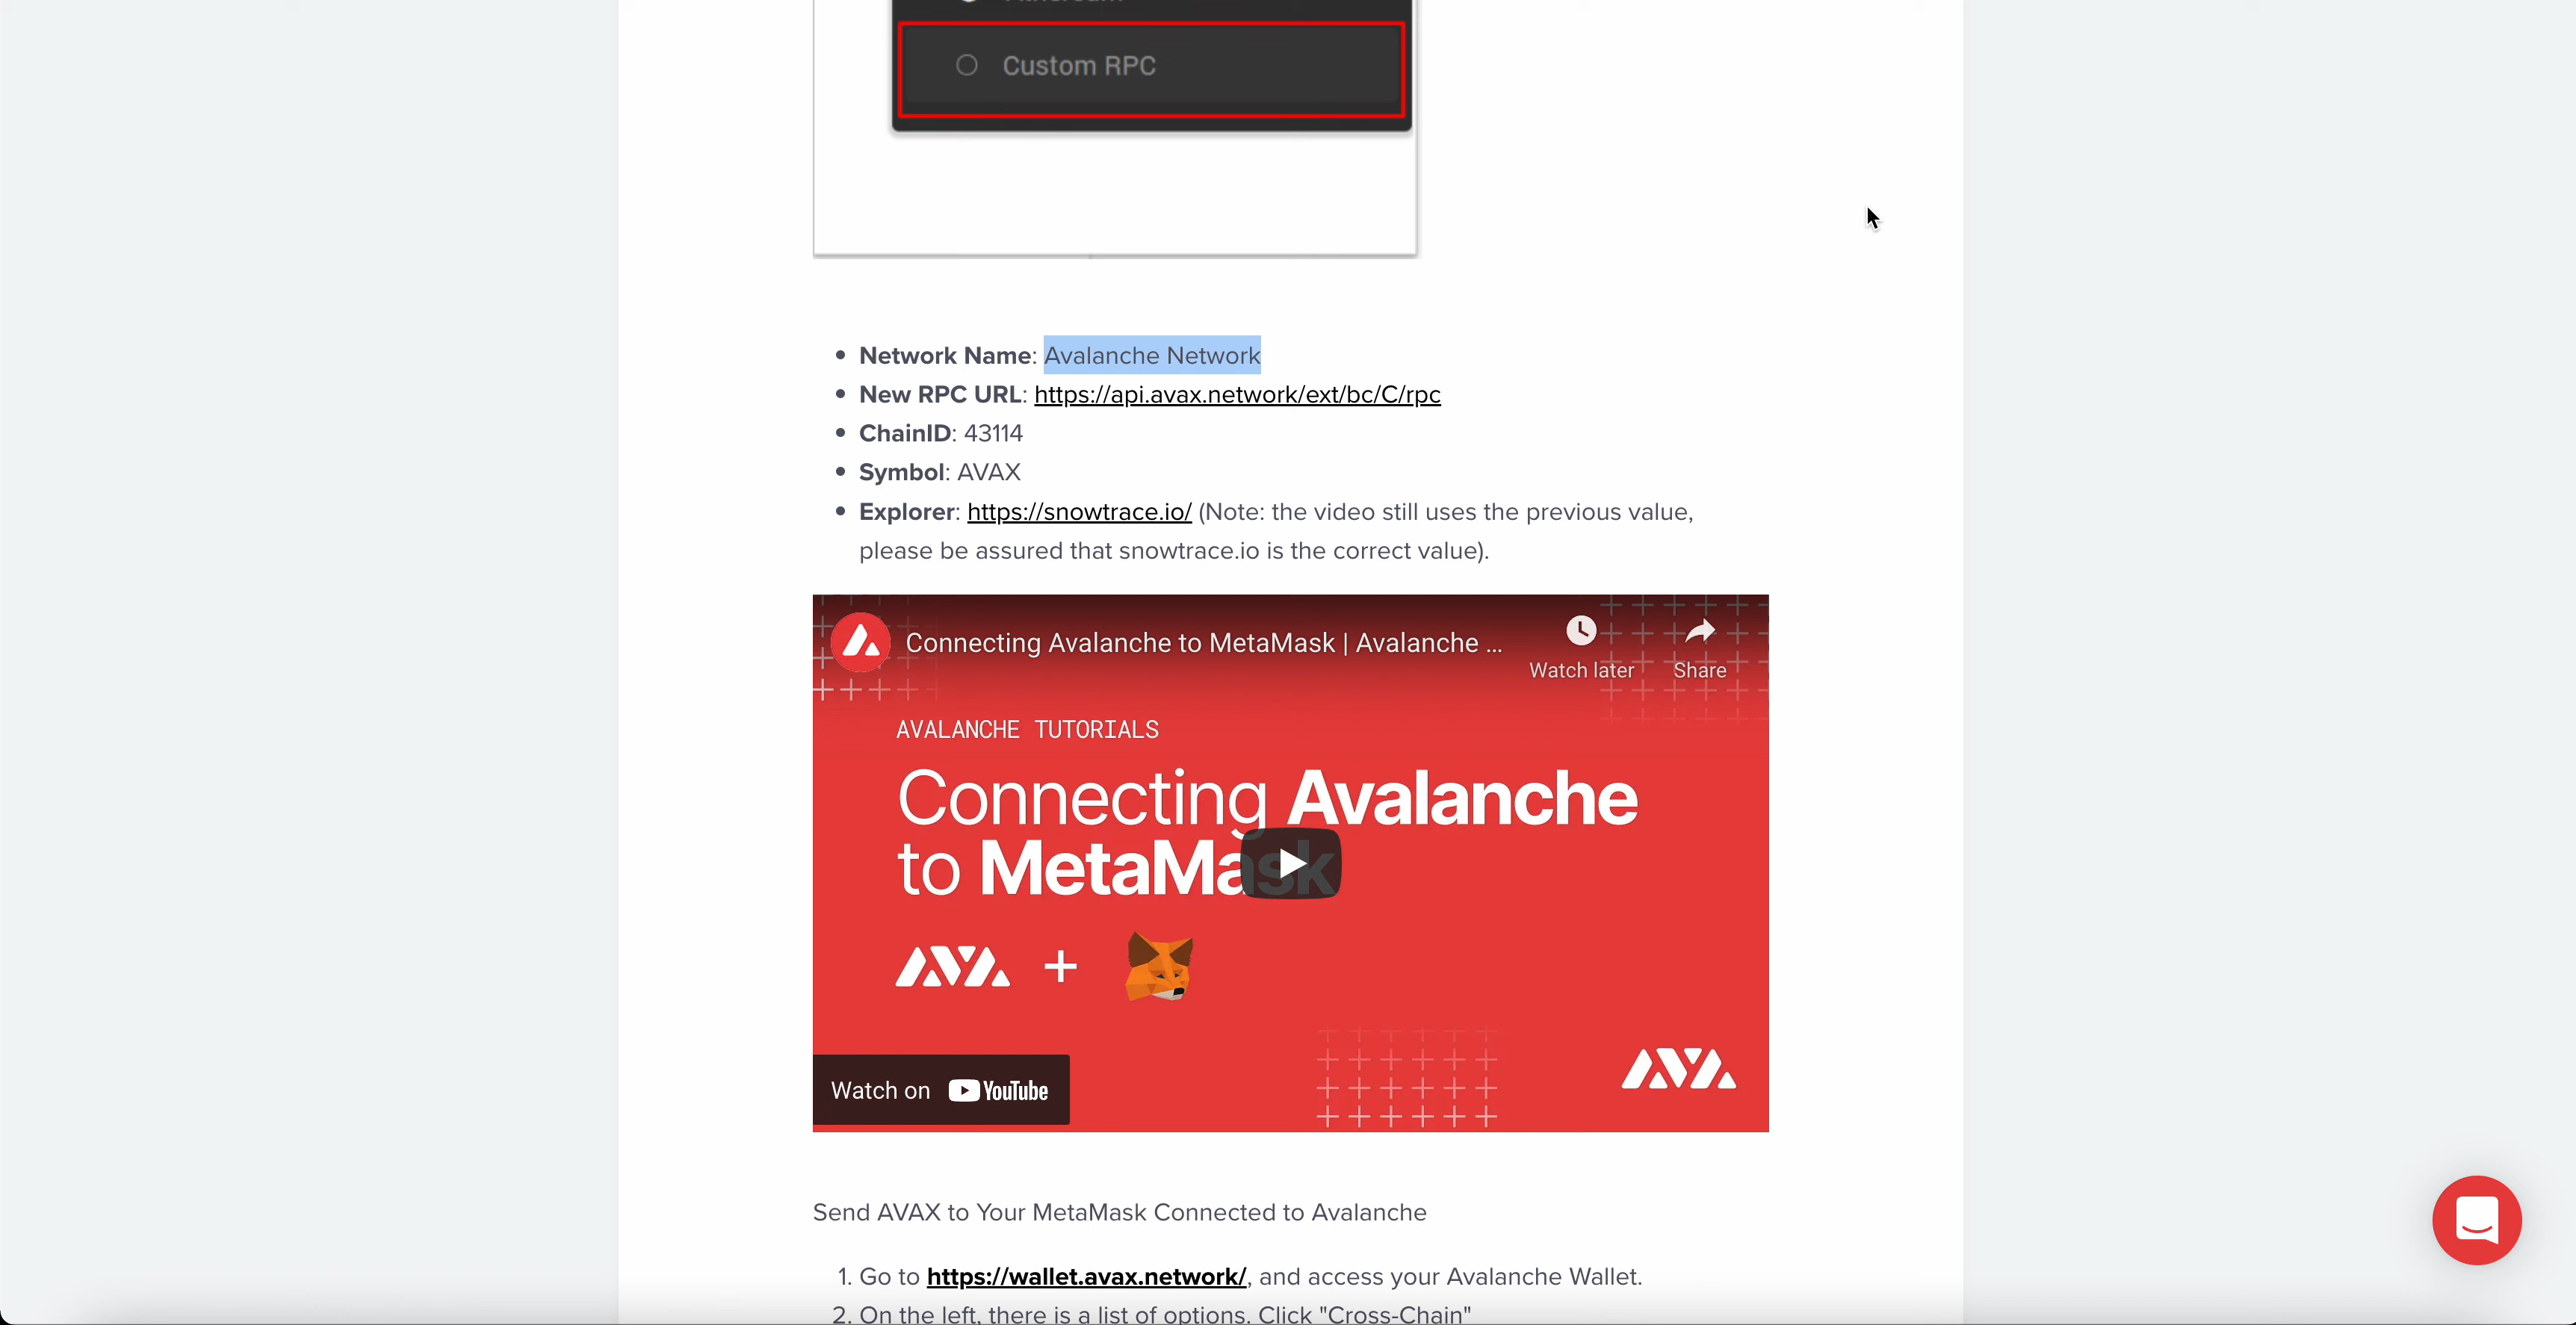 Custom RPC
Network Name: Avalanche Network
New RPC URL: https://api.avax.network/ext/bc/C/rpc
ChainID: 43114
Symbol: AVAX
Explorer: https://snowtrace.io/ (Note: the video still uses the previous value,
please be assured that snowtrace.io is the correct value).
Connecting Avalanche to MetaMask | Avalanche ...
Watch later
Share
AVALANCHE TUTORIALS
Connecting Avalanche
to MetaMask
AVA +
AVA
Watch on YouTube
Send AVAX to Your MetaMask Connected to Avalanche
1. Go to https://wallet.avax.network/, and access your Avalanche Wallet.
2. On the left, there is a list of options. Click "Cross-Chain"